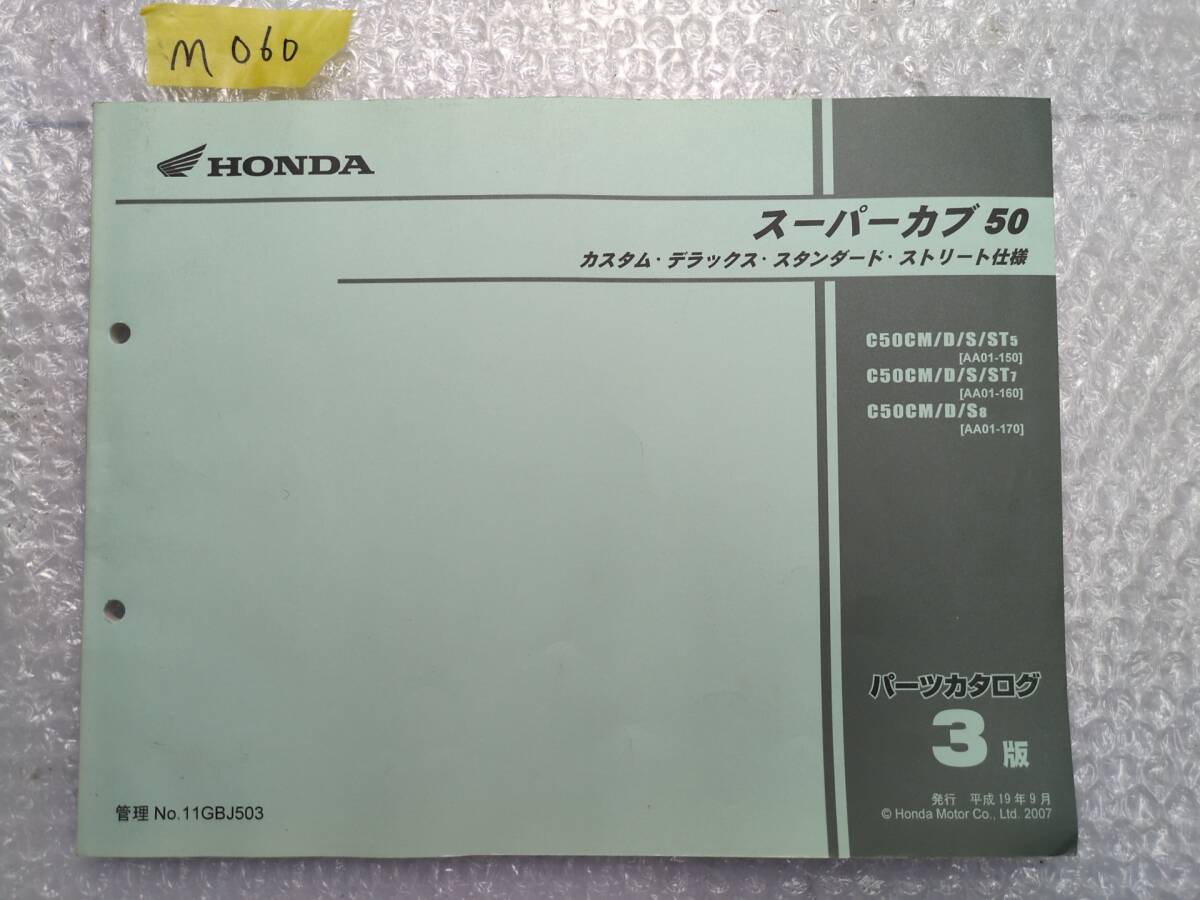 M060
HONDA
スーパーカブ 50
カスタム・デラックス・スタンダード・ストリート仕様
C50CM/D/S/ST5
[AA01-150]
C50CM/D/S/ST7
[AA01-160]
C50CM/D/S8
[AA01-170]
パーツカタログ
3版
管理 No.11GBJ503
発行 平成19年9月
© Honda Motor Co., Ltd. 2007